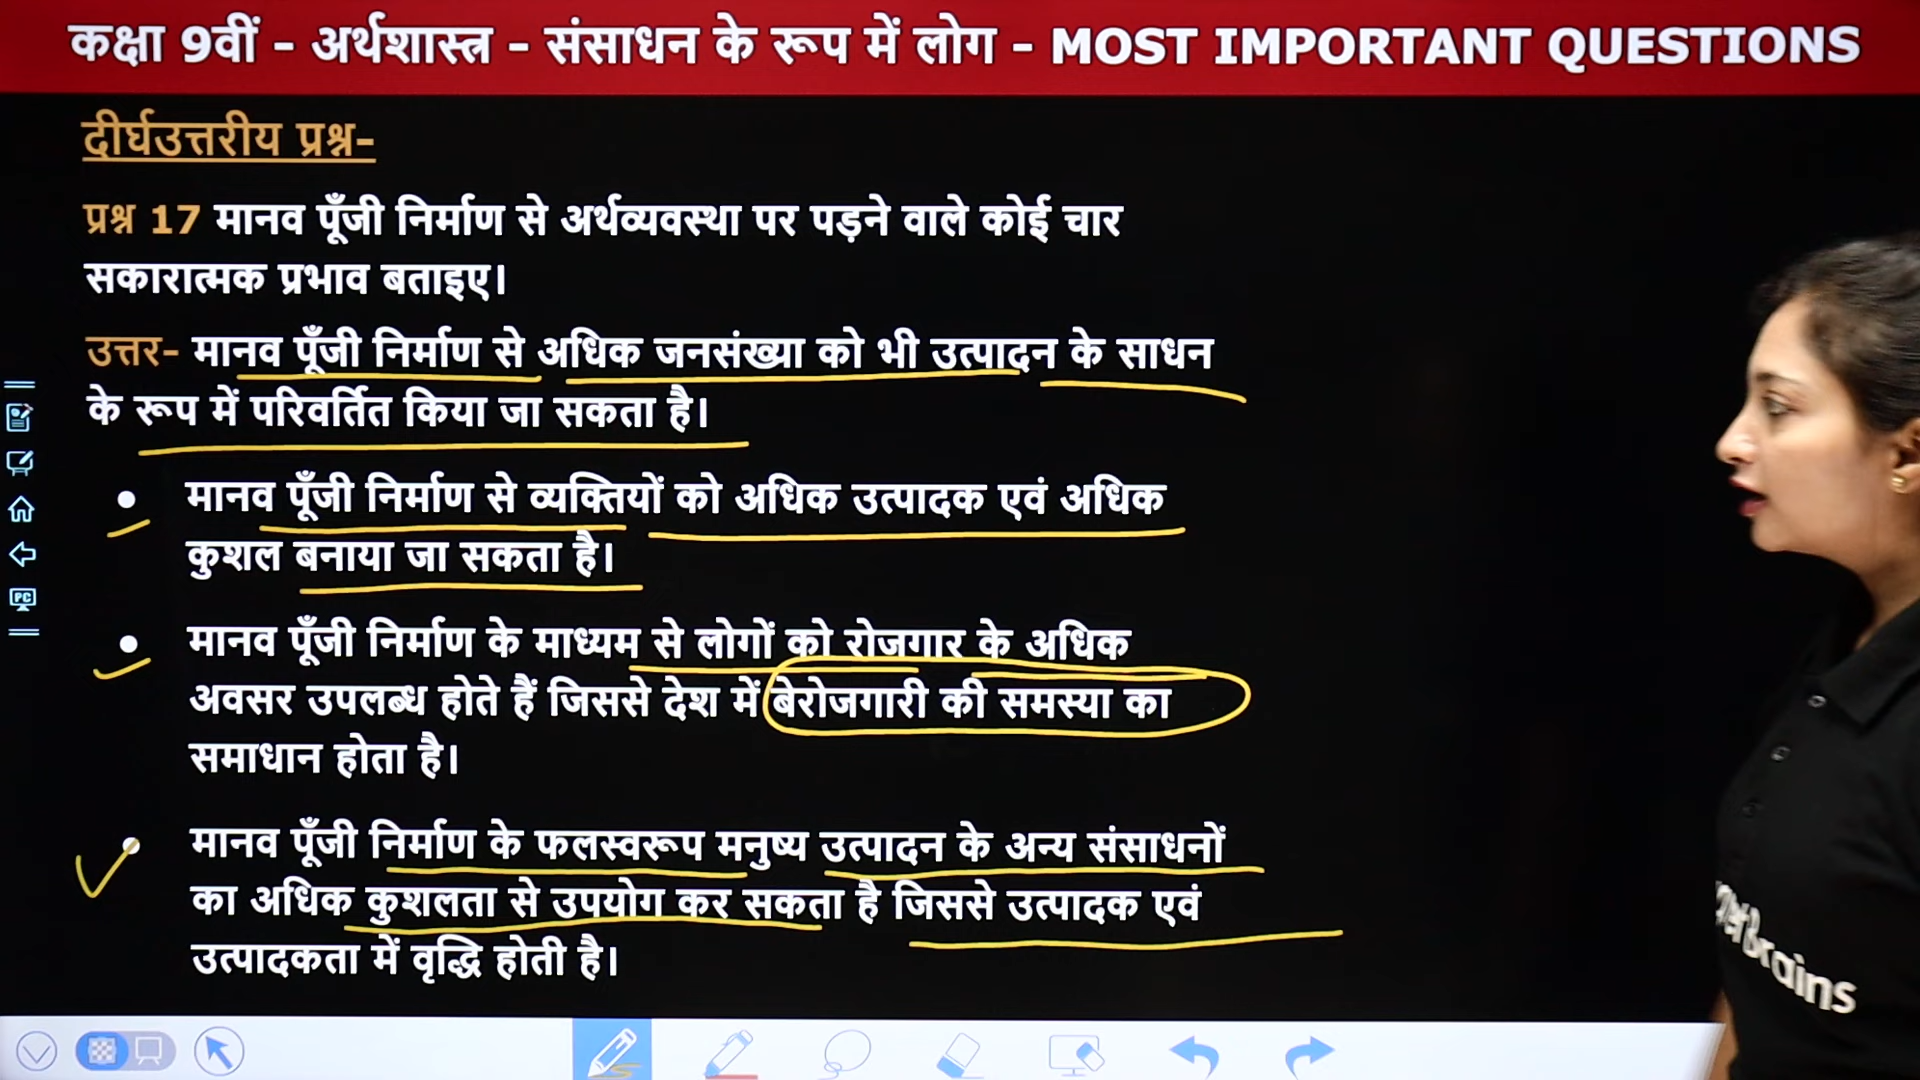 कक्षा 9वीं - अर्थशास्त्र - संसाधन के रूप में लोग - MOST IMPORTANT QUESTIONS
दीर्घउत्तरीय प्रश्न-
प्रश्न 17 मानव पूँजी निर्माण से अर्थव्यवस्था पर पड़ने वाले कोई चार
सकारात्मक प्रभाव बताइए।
उत्तर- मानव पूँजी निर्माण से अधिक जनसंख्या को भी उत्पादन के साधन
के रूप में परिवर्तित किया जा सकता है।
• मानव पूँजी निर्माण से व्यक्तियों को अधिक उत्पादक एवं अधिक
कुशल बनाया जा सकता है।
• मानव पूँजी निर्माण के माध्यम से लोगों को रोजगार के अधिक
अवसर उपलब्ध होते हैं जिससे देश में बेरोजगारी की समस्या का
समाधान होता है।
• मानव पूँजी निर्माण के फलस्वरूप मनुष्य उत्पादन के अन्य संसाधनों
का अधिक कुशलता से उपयोग कर सकता है जिससे उत्पादक एवं
उत्पादकता में वृद्धि होती है।
PC
Brains